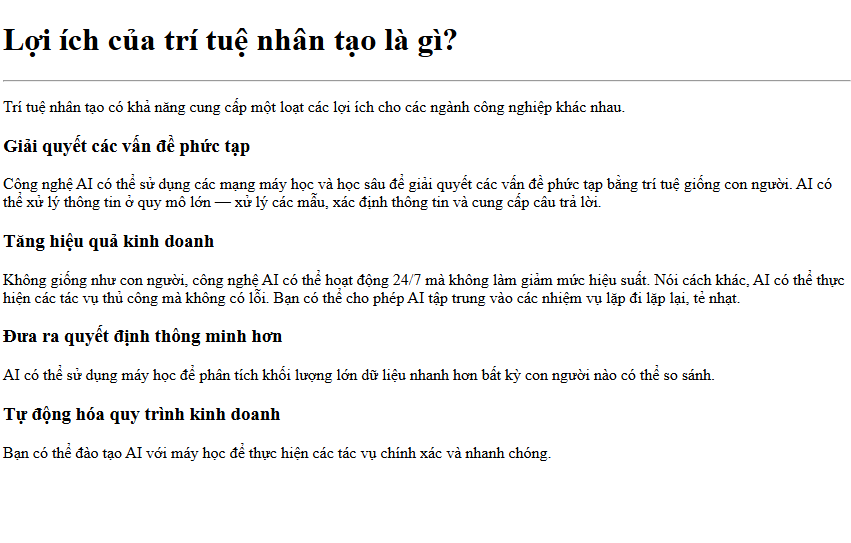 Lợi ích của trí tuệ nhân tạo là gì?
Trí tuệ nhân tạo có khả năng cung cấp một loạt các lợi ích cho các ngành công nghiệp khác nhau.
Giải quyết các vấn đề phức tạp
Công nghệ AI có thể sử dụng các mạng máy học và học sâu để giải quyết các vấn đề phức tạp bằng trí tuệ giống con người. AI có
thể xử lý thông tin ở quy mô lớn — xử lý các mẫu, xác định thông tin và cung cấp câu trả lời.
Tăng hiệu quả kinh doanh
Không giống như con người, công nghệ AI có thể hoạt động 24/7 mà không làm giảm mức hiệu suất. Nói cách khác, AI có thể thực
hiện các tác vụ thủ công mà không có lỗi. Bạn có thể cho phép AI tập trung vào các nhiệm vụ lặp đi lặp lại, tẻ nhạt.
Đưa ra quyết định thông minh hơn
AI có thể sử dụng máy học để phân tích khối lượng lớn dữ liệu nhanh hơn bất kỳ con người nào có thể so sánh.
Tự động hóa quy trình kinh doanh
Bạn có thể đào tạo AI với máy học để thực hiện các tác vụ chính xác và nhanh chóng.